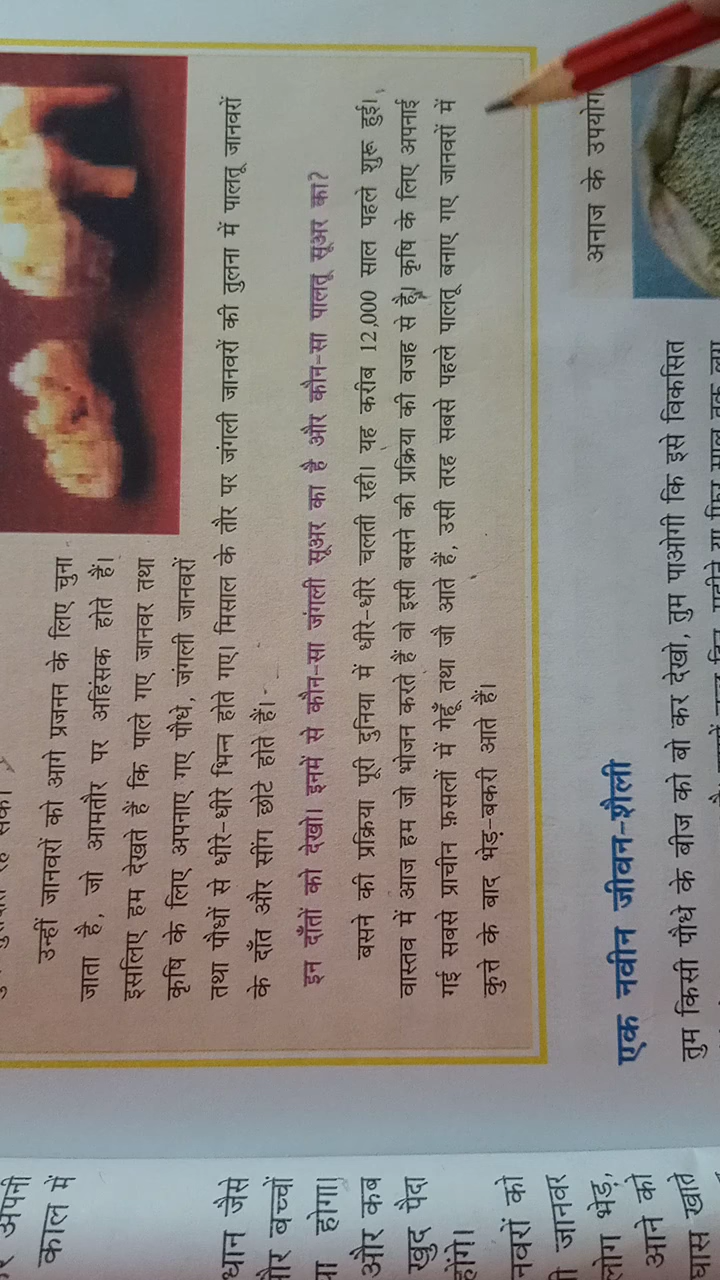 उन्हीं जानवरों को आगे प्रजनन के लिए चुना
जाता है, जो आमतौर पर अहिंसक होते हैं।
इसलिए हम देखते हैं कि पाले गए जानवर तथा
कृषि के लिए अपनाए गए पौधे, जंगली जानवरों
तथा पौधों से धीरे-धीरे भिन्न होते गए। मिसाल के तौर पर जंगली जानवरों की तुलना में पालतू जानवरों
के दाँत और सींग छोटे होते हैं।
इन दाँतों को देखो। इनमें से कौन-सा जंगली सूअर का है और कौन-सा पालतू सूअर का?
बसने की प्रक्रिया पूरी दुनिया में धीरे-धीरे चलती रही। यह करीब 12,000 साल पहले शुरू हुई।
वास्तव में आज हम जो भोजन करते हैं वो इसी बसने की प्रक्रिया की वजह से है। कृषि के लिए अपनाई
गई सबसे प्राचीन फ़सलों में गेहूँ तथा जौ आते हैं, उसी तरह सबसे पहले पालतू बनाए गए जानवरों में
कुत्ते के बाद भेड़-बकरी आते हैं।
अनाज के उपयोग
एक नवीन जीवन-शैली
तुम किसी पौधे के बीज को बो कर देखो, तुम पाओगी कि इसे विकसित
अपनी
काल में
धान जैसे
और बच्चों
होगा।
और कब
खुद पैदा
होंगे।
नवरों को
जानवर
लोग भेड़,
आने को
घास खाते